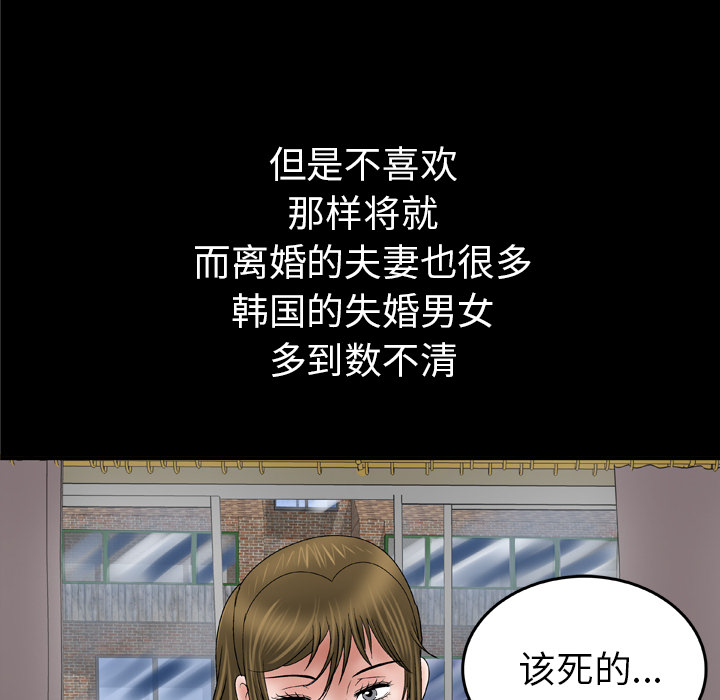 但是不喜欢
那样将就
而离婚的夫妻也很多
韩国的失婚男女
多到数不清
该死的...